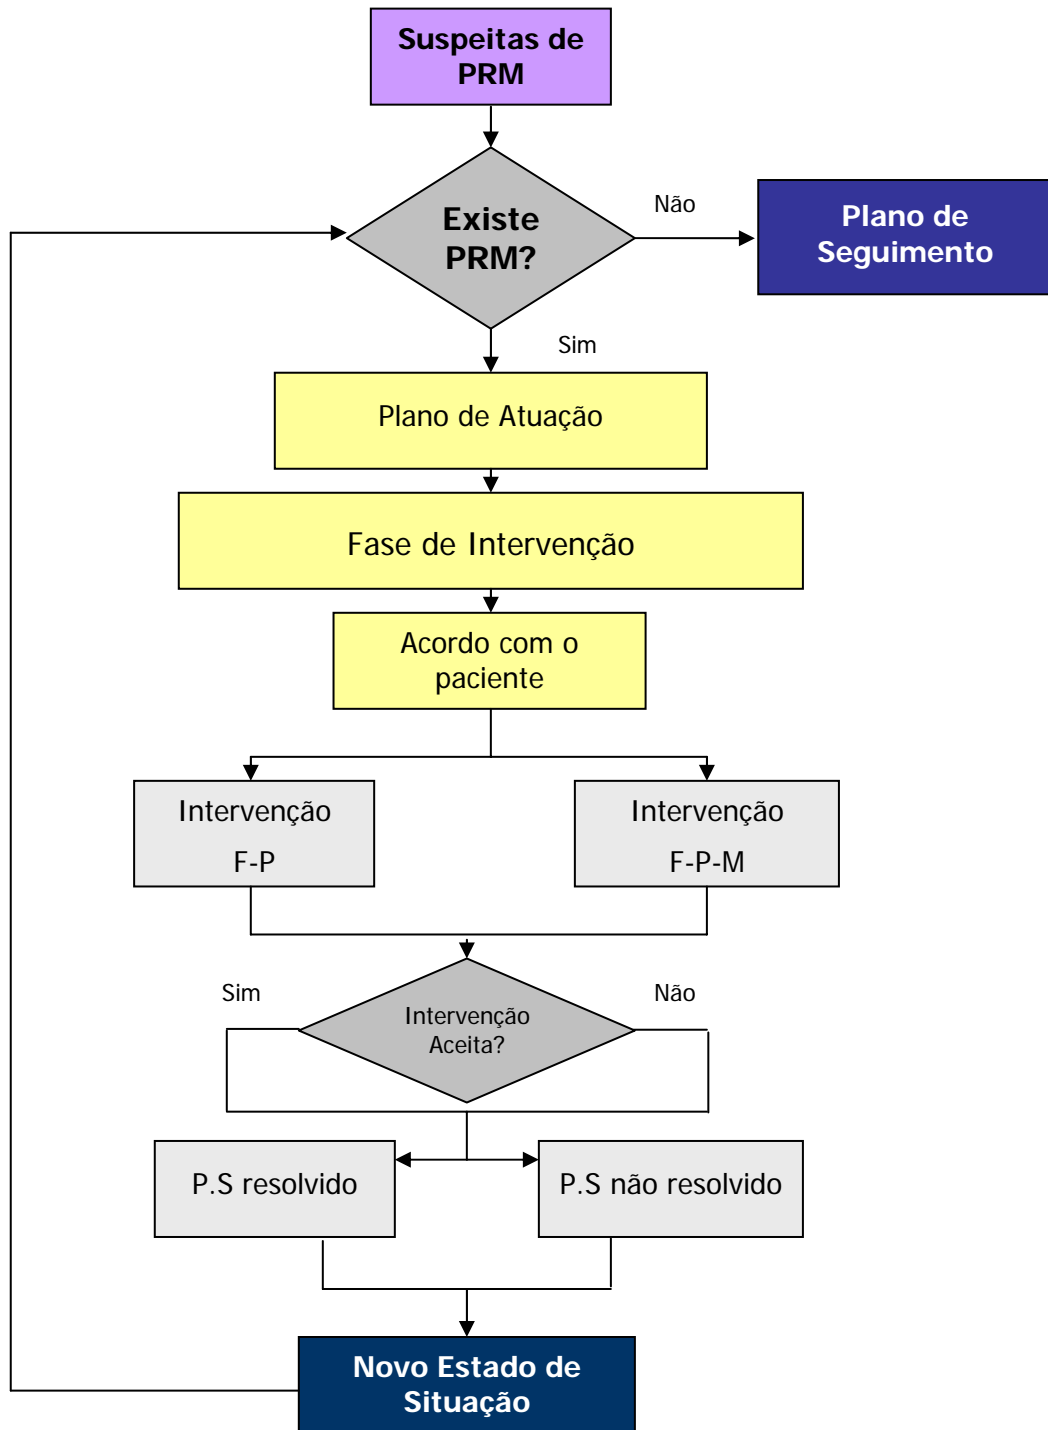 Suspeitas de
PRM
Existe
PRM?
Não
Plano de
Seguimento
Sim
Plano de Atuação
Fase de Intervenção
Acordo com o
paciente
Intervenção
F-P
Intervenção
F-P-M
Sim
Não
Intervenção
Aceita?
P.S resolvido
P.S não resolvido
Novo Estado de
Situação